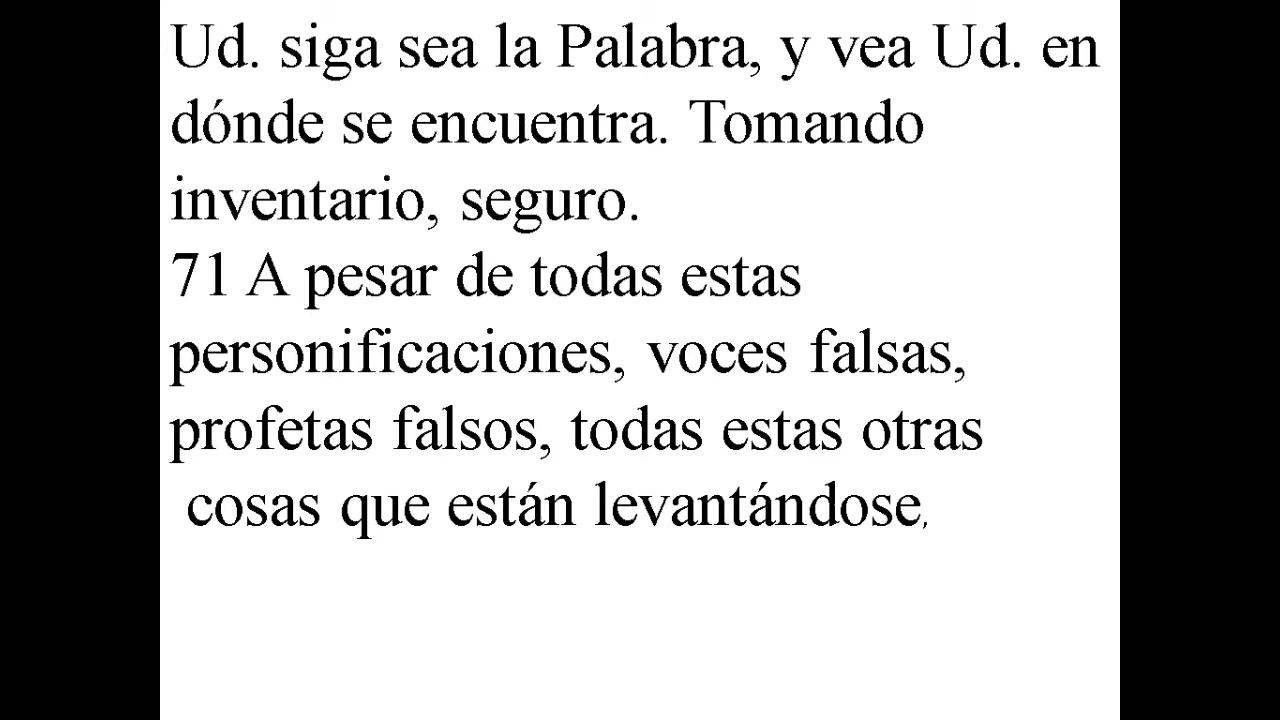 Ud. siga sea la Palabra, y vea Ud. en
dónde se encuentra. Tomando
inventario, seguro.
71 A pesar de todas estas
personificaciones, voces falsas,
profetas falsos, todas estas otras
cosas que están levantándose,